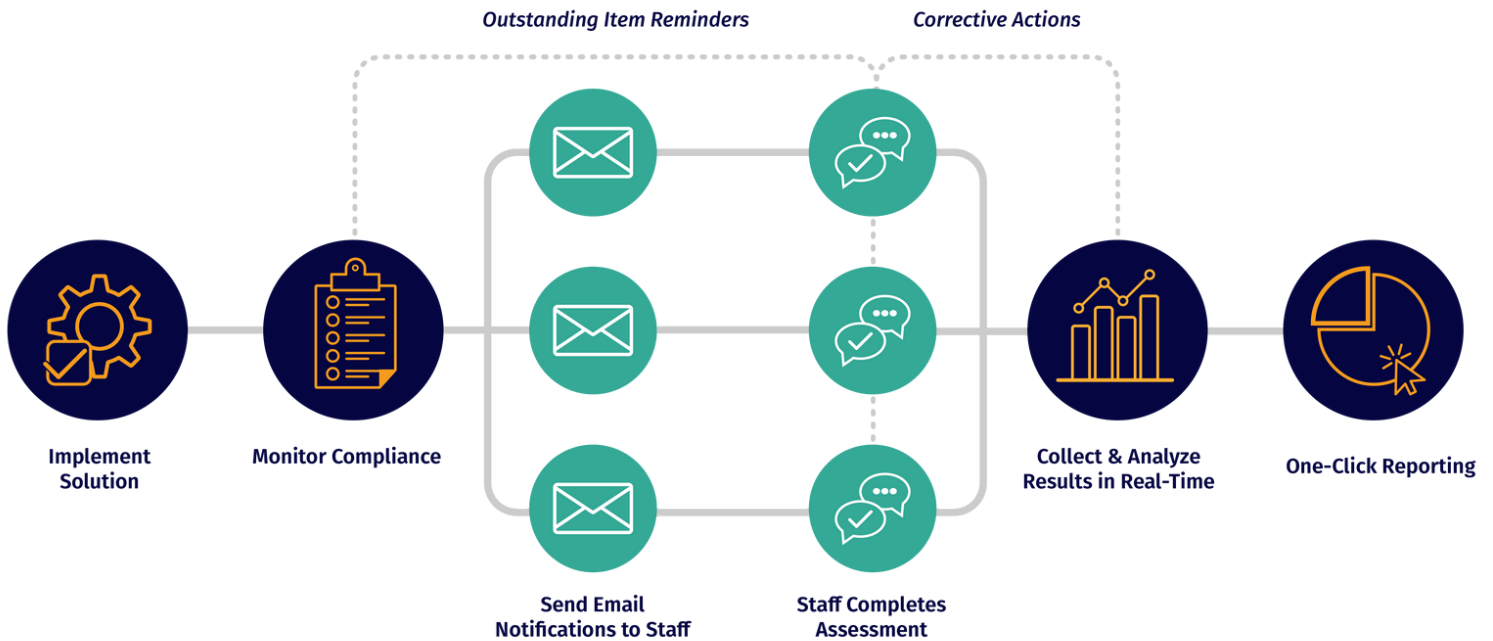 Outstanding Item Reminders
Corrective Actions
Implement
Solution
Monitor Compliance
Send Email
Notifications to Staff
Staff Completes
Assessment
Collect & Analyze
Results in Real-Time
One-Click Reporting